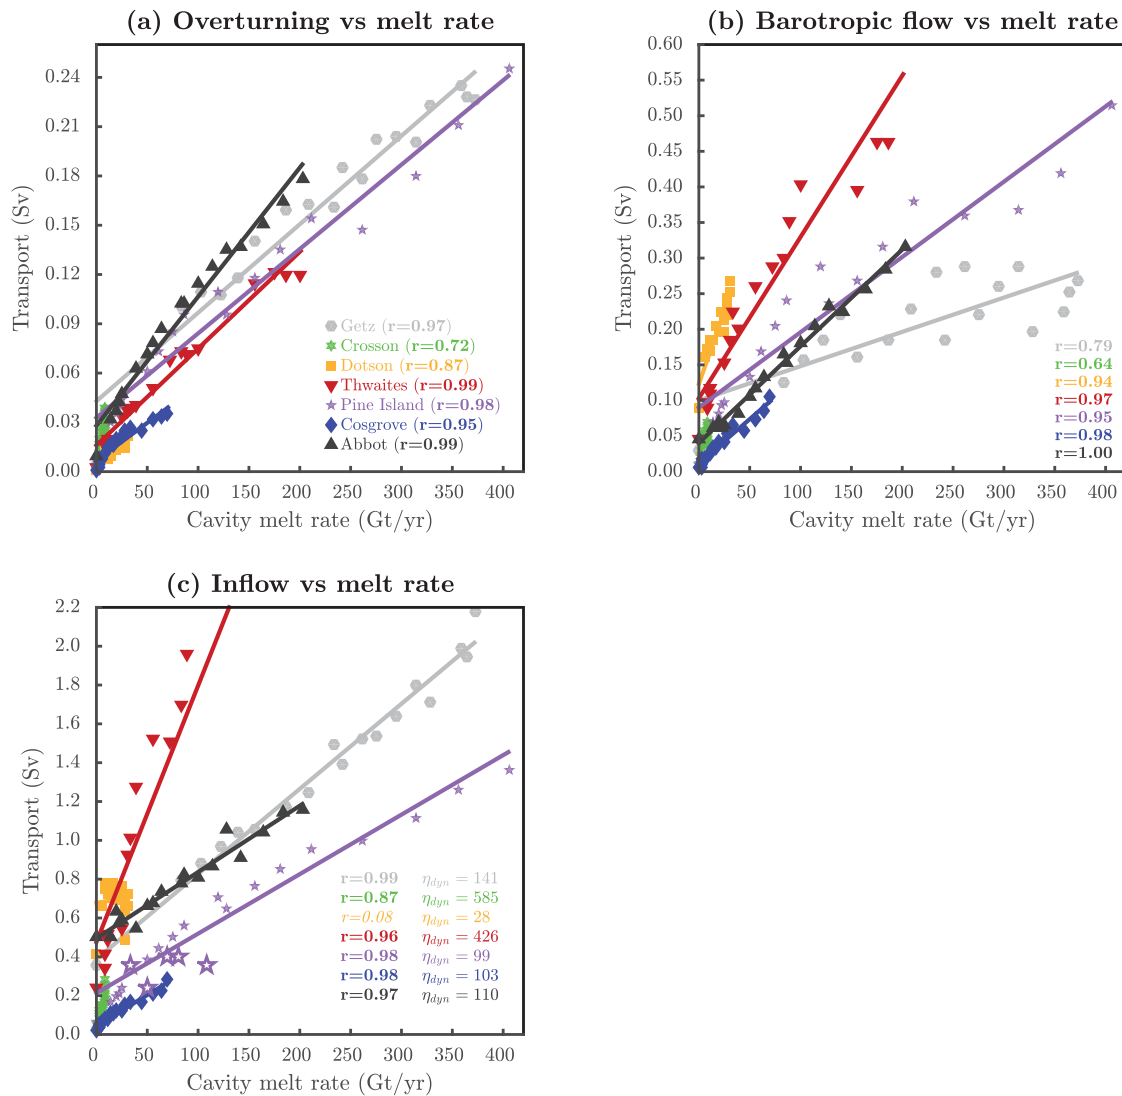 (a) Overturning vs melt rate
Transport (Sv)
0.24
0.21
0.18
0.15
0.12
0.09
0.06
0.03
0.00
Getz (r=0.97)
Crosson (r=0.72)
Dotson (r=0.87)
Thwaites (r=0.99)
Pine Island (r=0.98)
Cosgrove (r=0.95)
Abbot (r=0.99)
0 50 100 150 200 250 300 350 400
Cavity melt rate (Gt/yr)
(b) Barotropic flow vs melt rate
Transport (Sv)
0.60
0.55
0.50
0.45
0.40
0.35
0.30
0.25
0.20
0.15
0.10
0.05
0.00
r=0.79
r=0.64
r=0.94
r=0.97
r=0.95
r=0.98
r=1.00
0 50 100 150 200 250 300 350 400
Cavity melt rate (Gt/yr)
(c) Inflow vs melt rate
Transport (Sv)
2.2
2.0
1.8
1.6
1.4
1.2
1.0
0.8
0.6
0.4
0.2
0.0
r=0.99 η_dyn = 141
r=0.87 η_dyn = 585
r=0.08 η_dyn = 28
r=0.96 η_dyn = 426
r=0.98 η_dyn = 99
r=0.98 η_dyn = 103
r=0.97 η_dyn = 110
0 50 100 150 200 250 300 350 400
Cavity melt rate (Gt/yr)